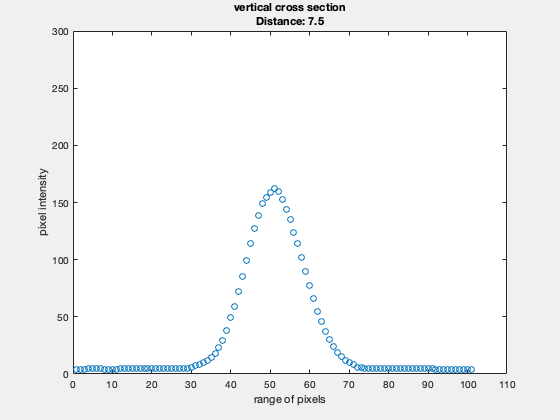 vertical cross section
Distance: 7.5
300
250
200
150
100
50
0
pixel intensity
0 10 20 30 40 50 60 70 80 90 100 110
range of pixels